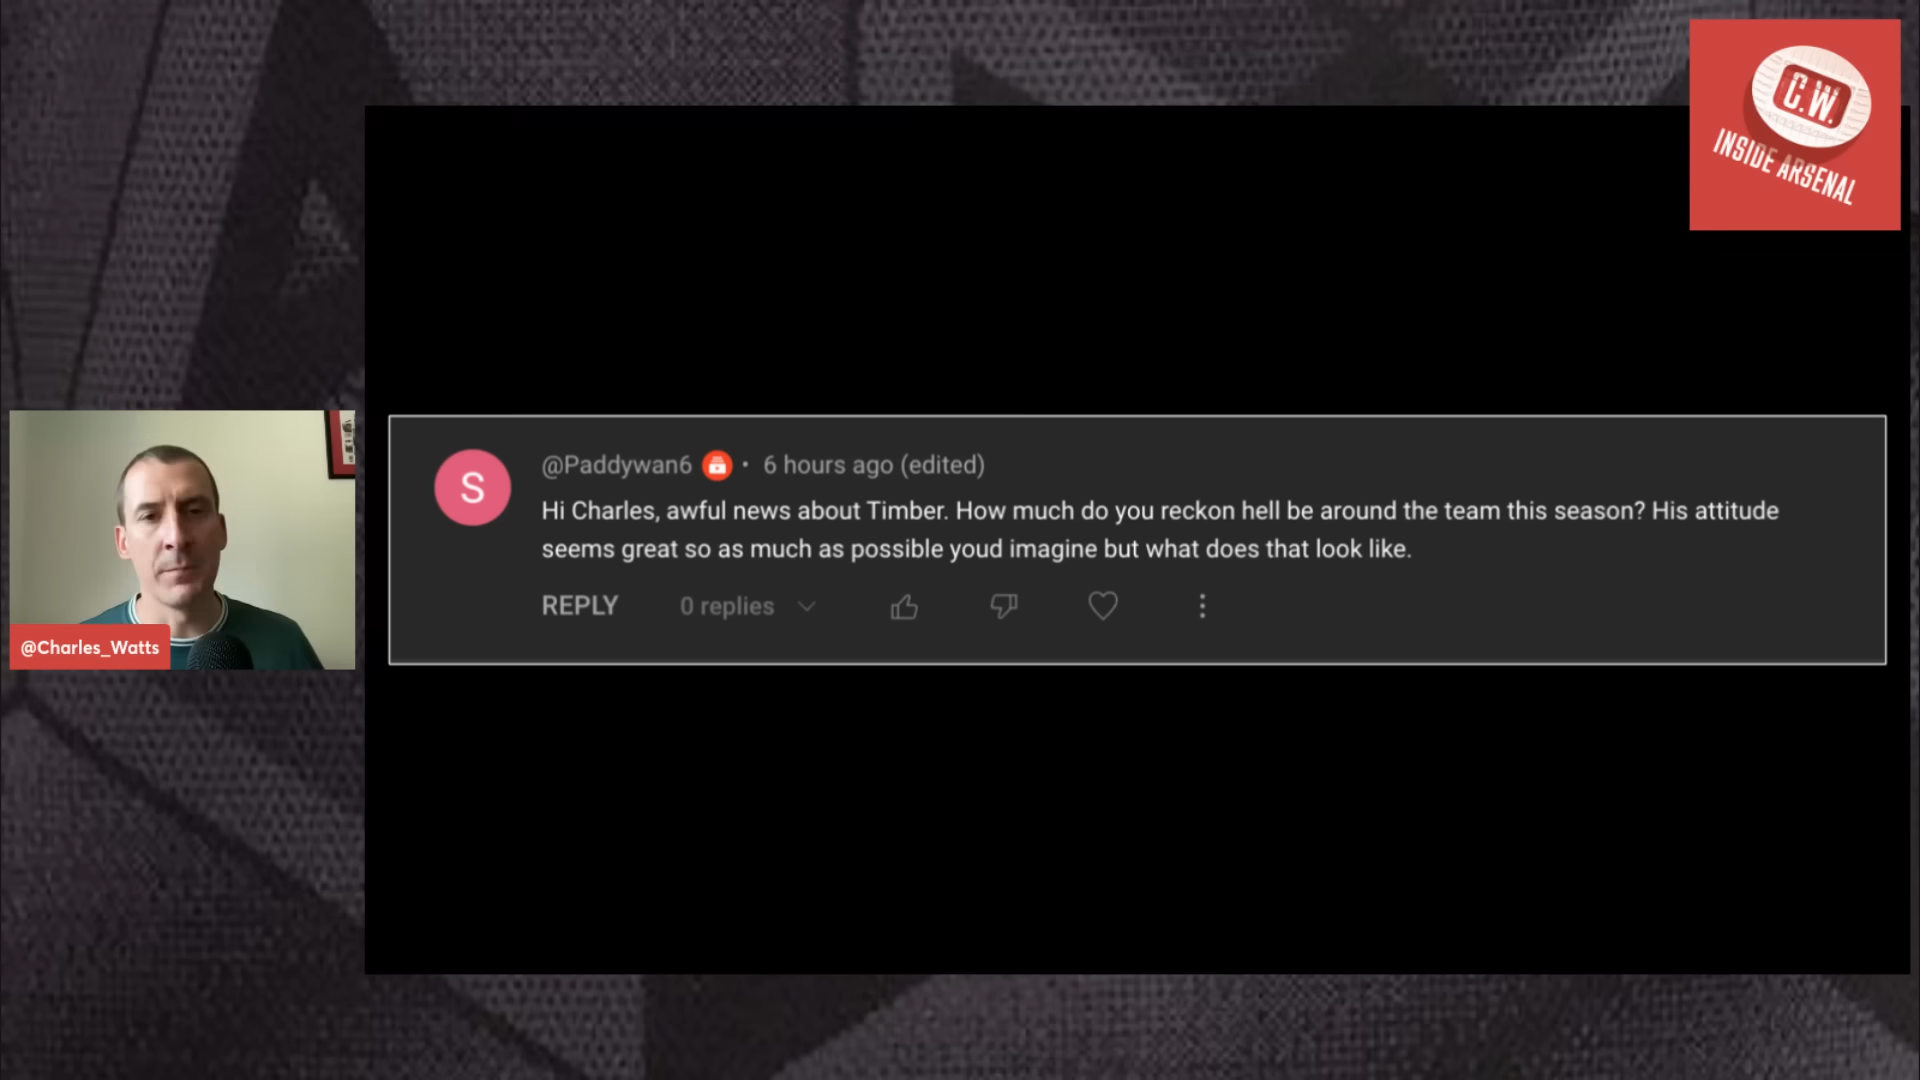 C.W.
INSIDE ARSENAL
S
@Paddywan6 • 6 hours ago (edited)
Hi Charles, awful news about Timber. How much do you reckon hell be around the team this season? His attitude
seems great so as much as possible youd imagine but what does that look like.
REPLY 0 replies
@Charles_Watts